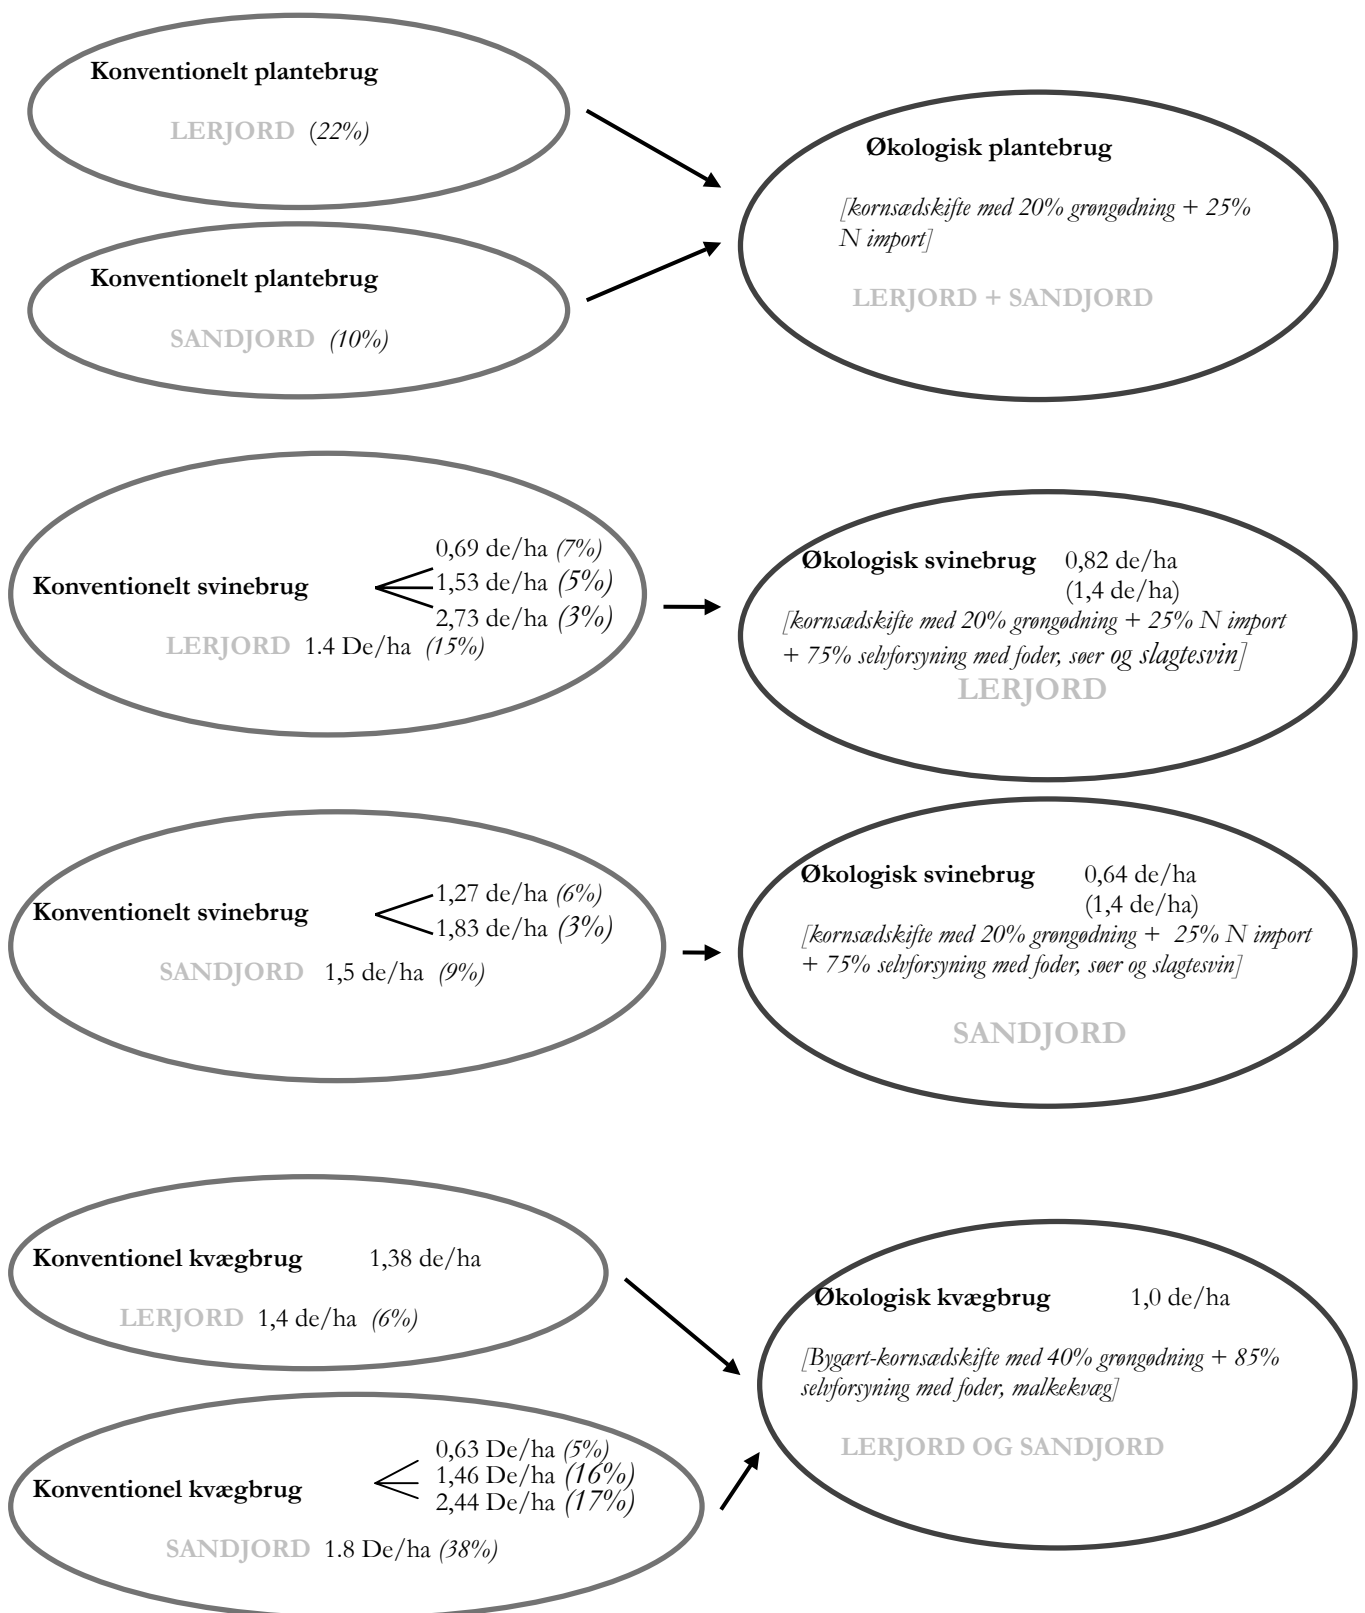 Konventionelt plantebrug
LERJORD (22%)
Økologisk plantebrug
[kornsædskifte med 20% grøngødning + 25%
N import]
LERJORD + SANDJORD
Konventionelt plantebrug
SANDJORD (10%)
Konventionelt svinebrug
0,69 de/ha (7%)
1,53 de/ha (5%)
2,73 de/ha (3%)
LERJORD 1.4 De/ha (15%)
Økologisk svinebrug 0,82 de/ha
(1,4 de/ha)
[kornsædskifte med 20% grøngødning + 25% N import
+ 75% selvforsyning med foder, søer og slagtesvin]
LERJORD
Konventionelt svinebrug
1,27 de/ha (6%)
1,83 de/ha (3%)
SANDJORD 1,5 de/ha (9%)
Økologisk svinebrug 0,64 de/ha
(1,4 de/ha)
[kornsædskifte med 20% grøngødning + 25% N import
+ 75% selvforsyning med foder, søer og slagtesvin]
SANDJORD
Konventionel kvægbrug 1,38 de/ha
LERJORD 1,4 de/ha (6%)
Økologisk kvægbrug 1,0 de/ha
[Bygært-kornsædskifte med 40% grøngødning + 85%
selvforsyning med foder, malkekvæg]
LERJORD OG SANDJORD
Konventionel kvægbrug
0,63 De/ha (5%)
1,46 De/ha (16%)
2,44 De/ha (17%)
SANDJORD 1.8 De/ha (38%)